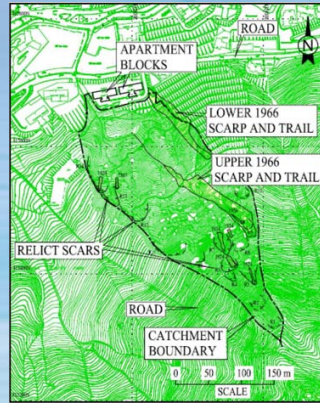 ROAD
N
APARTMENT
BLOCKS
LOWER 1966
SCARP AND TRAIL
UPPER 1966
SCARP AND TRAIL
RELICT SCARS
ROAD
CATCHMENT
BOUNDARY
0 50 100 150 m
SCALE